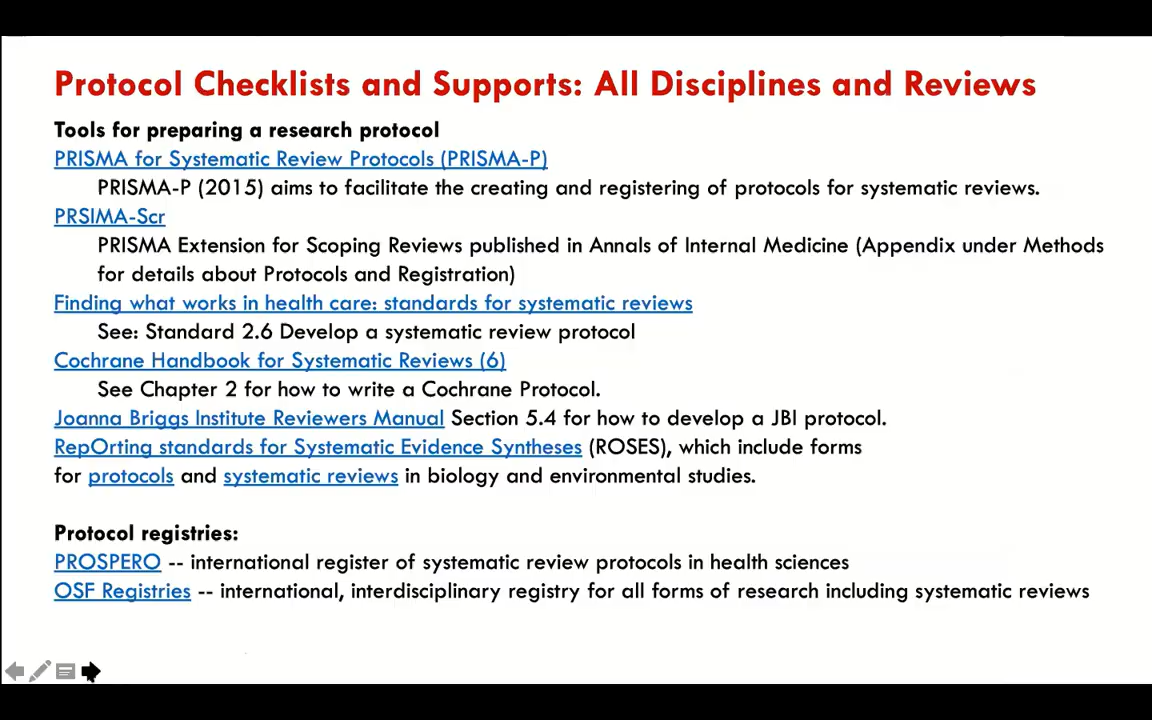 Protocol Checklists and Supports: All Disciplines and Reviews
Tools for preparing a research protocol
PRISMA for Systematic Review Protocols (PRISMA-P)
PRISMA-P (2015) aims to facilitate the creating and registering of protocols for systematic reviews.
PRSIMA-Scr
PRISMA Extension for Scoping Reviews published in Annals of Internal Medicine (Appendix under Methods
for details about Protocols and Registration)
Finding what works in health care: standards for systematic reviews
See: Standard 2.6 Develop a systematic review protocol
Cochrane Handbook for Systematic Reviews (6)
See Chapter 2 for how to write a Cochrane Protocol.
Joanna Briggs Institute Reviewers Manual Section 5.4 for how to develop a JBI protocol.
RepOrting standards for Systematic Evidence Syntheses (ROSES), which include forms
for protocols and systematic reviews in biology and environmental studies.
Protocol registries:
PROSPERO -- international register of systematic review protocols in health sciences
OSF Registries -- international, interdisciplinary registry for all forms of research including systematic reviews